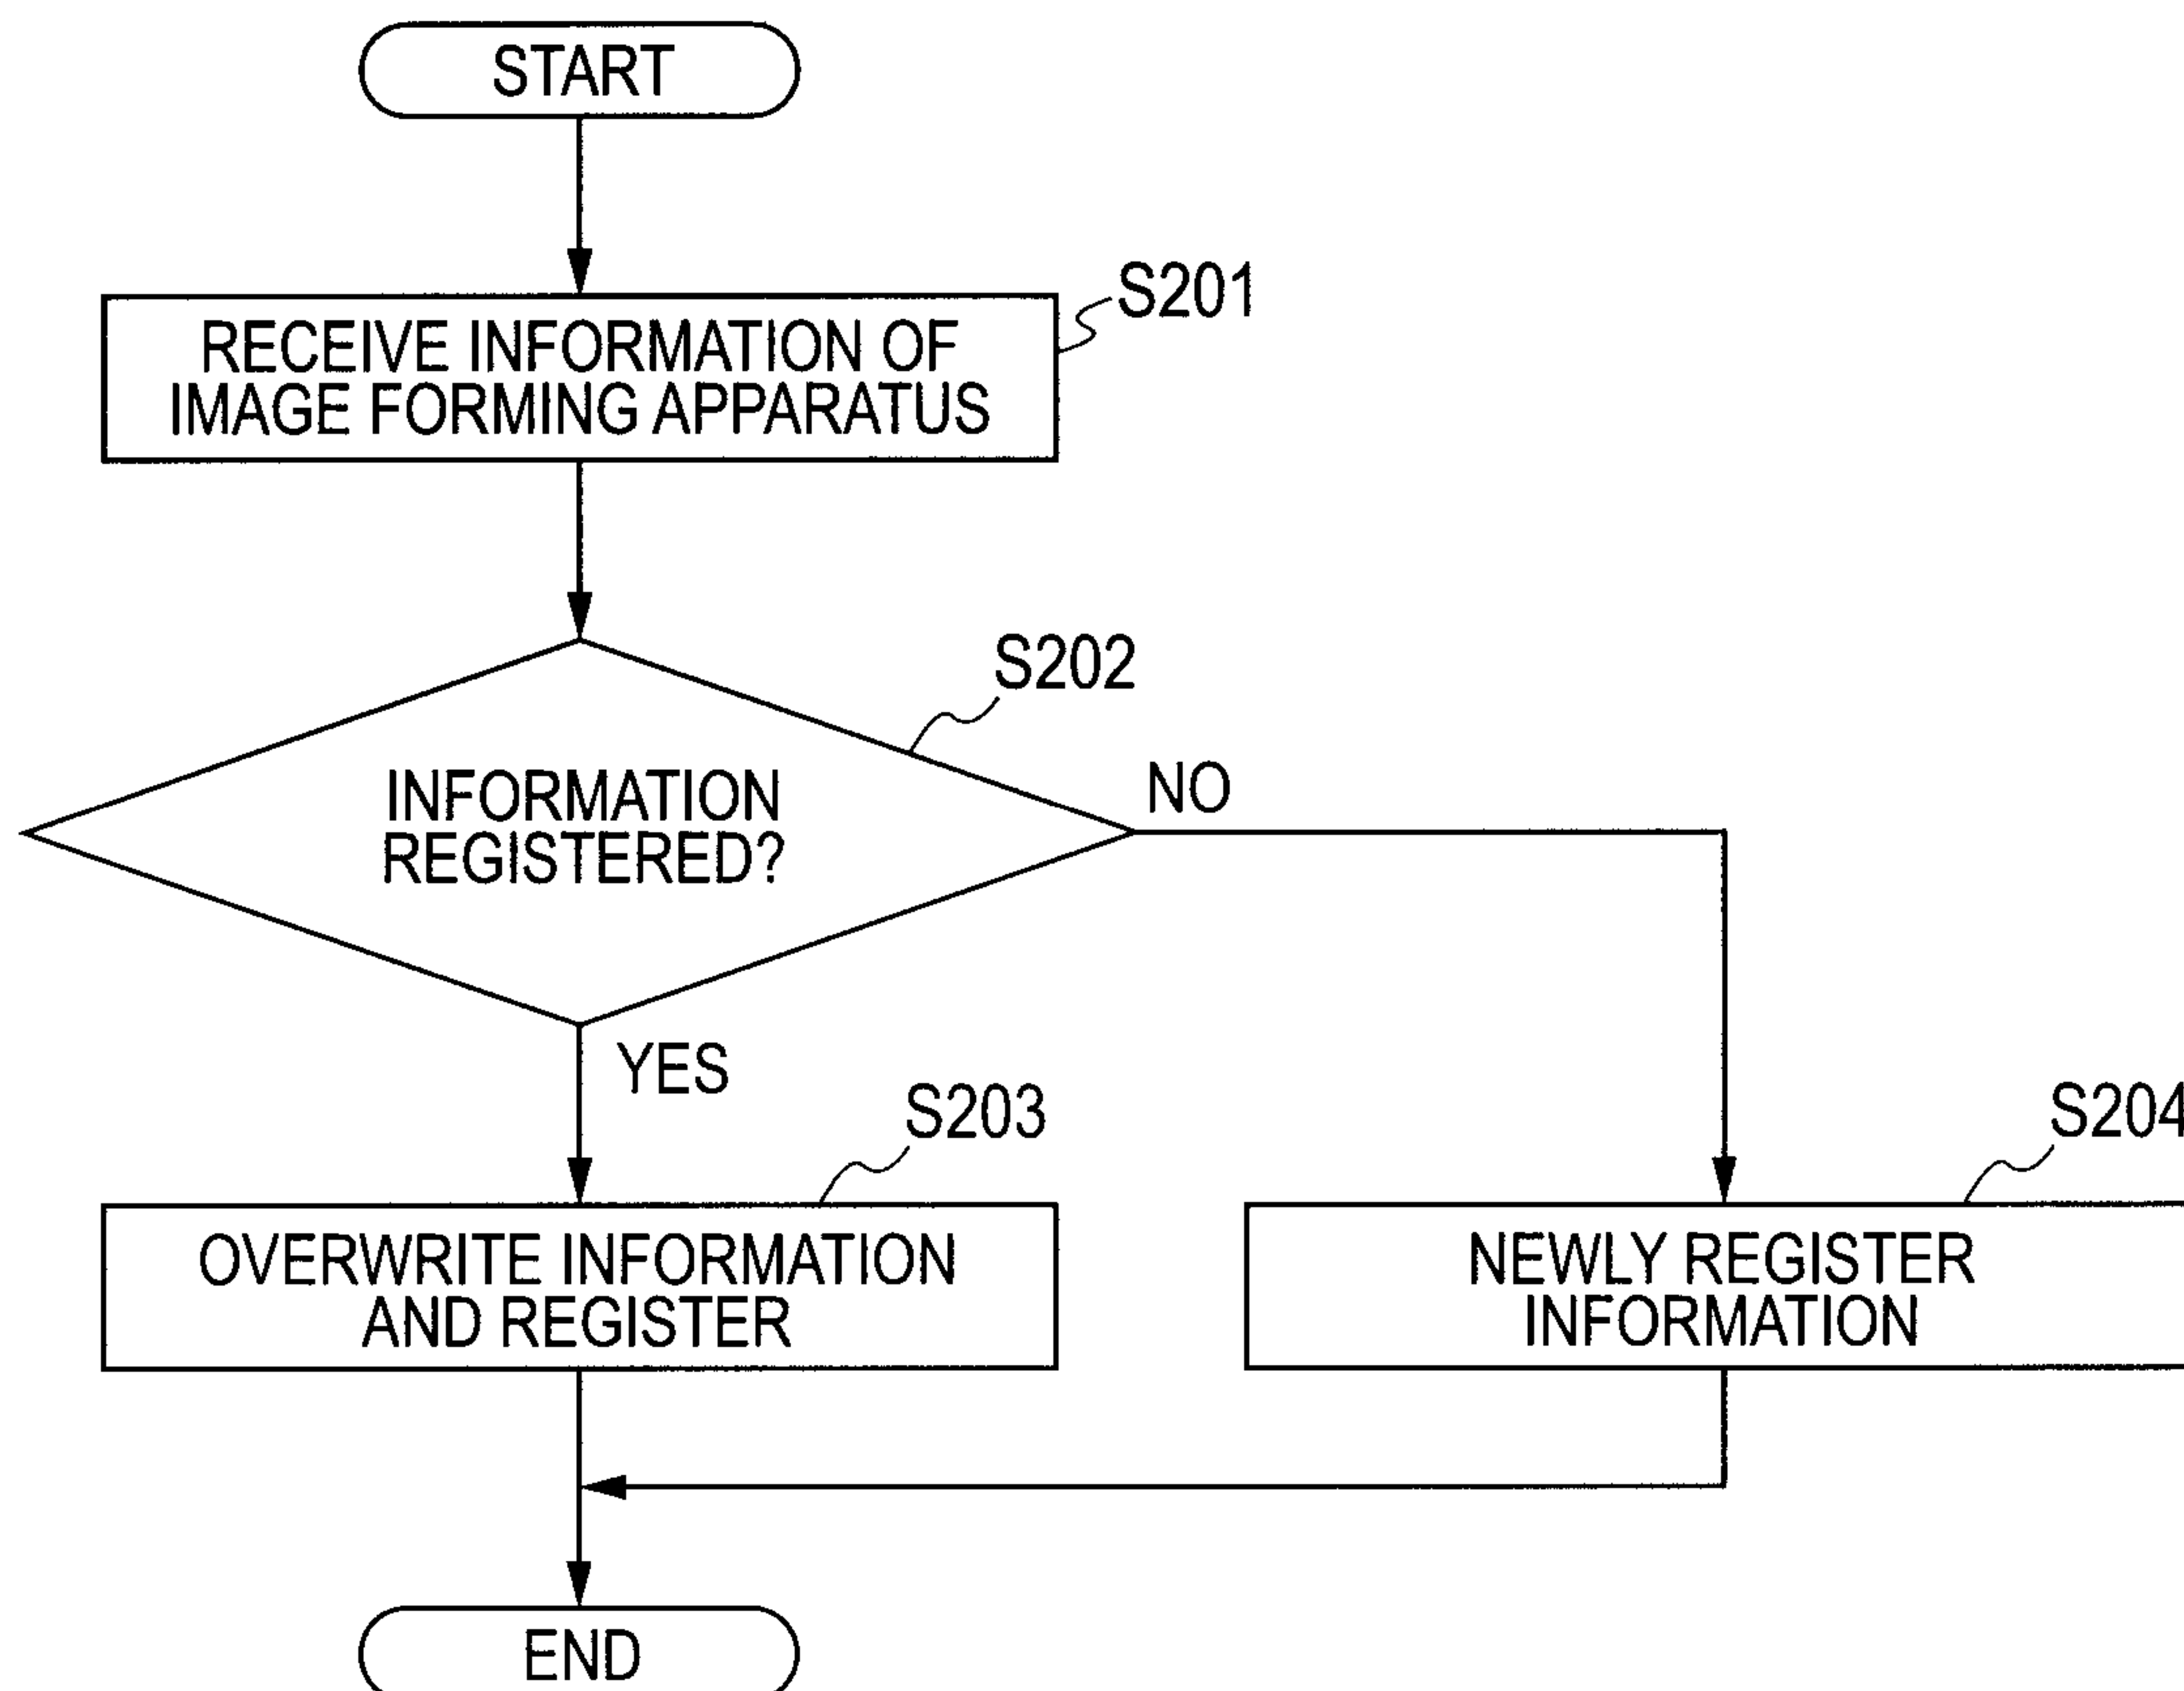 START
S201
RECEIVE INFORMATION OF
IMAGE FORMING APPARATUS
S202
INFORMATION
REGISTERED?
NO
YES
S203
S204
OVERWRITE INFORMATION
AND REGISTER
NEWLY REGISTER
INFORMATION
END